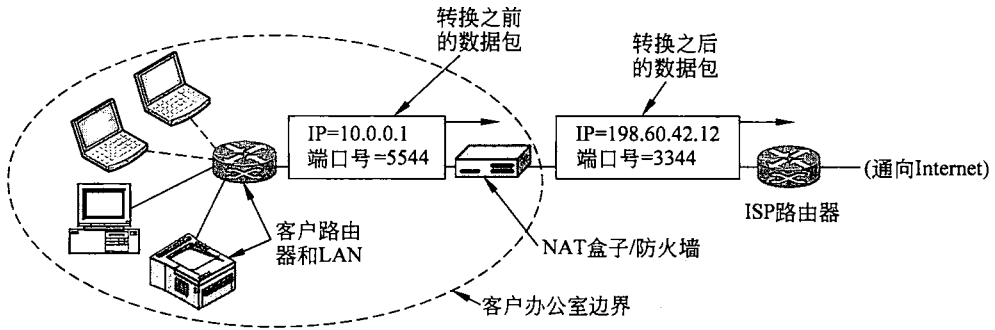 转换之前
的数据包
转换之后
的数据包
IP=10.0.0.1
端口号=5544
IP=198.60.42.12
端口号=3344
(通向Internet)
ISP路由器
客户路由
器和LAN
NAT盒子/防火墙
客户办公室边界